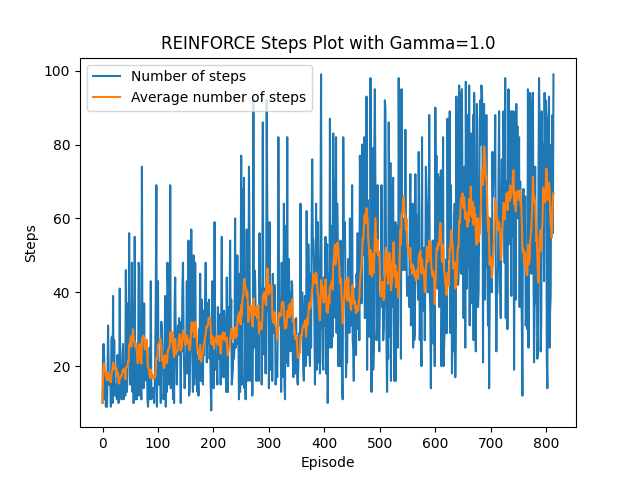 REINFORCE Steps Plot with Gamma=1.0
Number of steps
Average number of steps
100
80
60
40
20
Steps
0 100 200 300 400 500 600 700 800
Episode